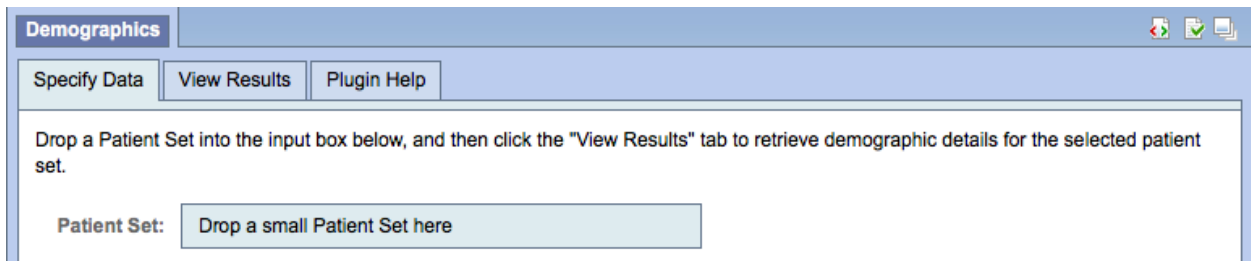 Demographics
Specify Data View Results Plugin Help
Drop a Patient Set into the input box below, and then click the "View Results" tab to retrieve demographic details for the selected patient
set.
Patient Set: Drop a small Patient Set here